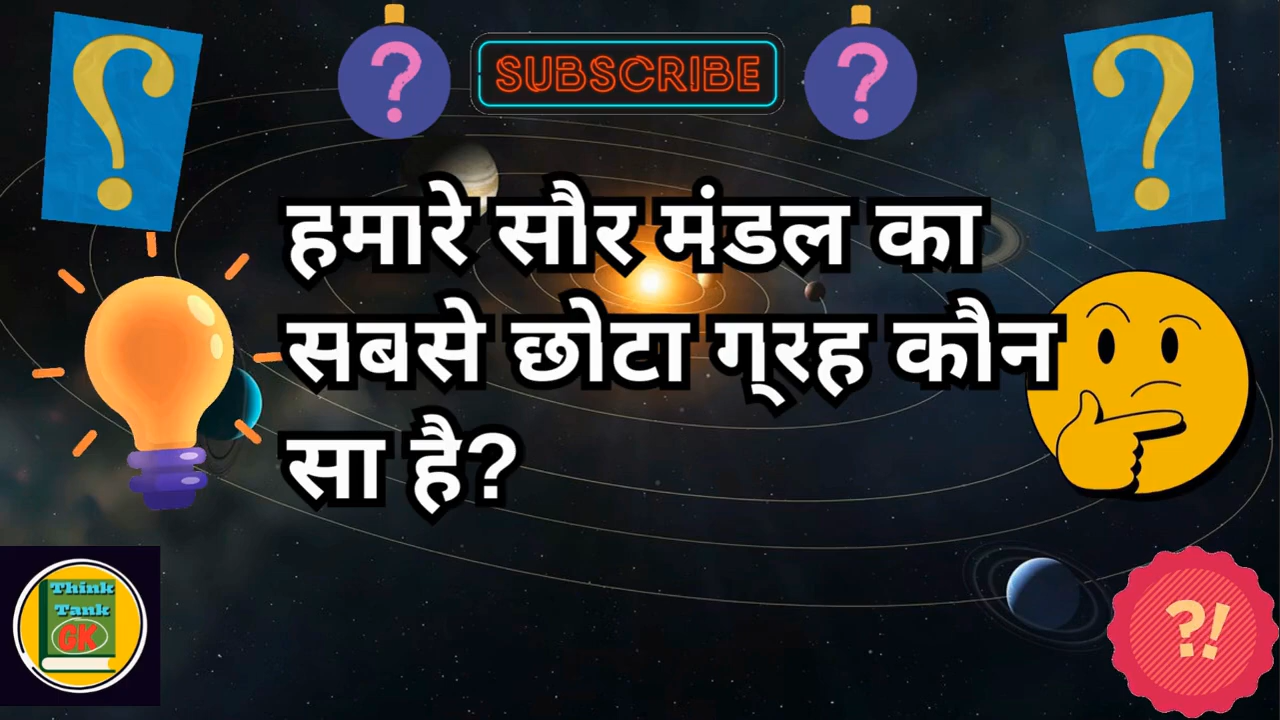 SUBSCRIBE
हमारे सौर मंडल का
सबसे छोटा ग्रह कौन
सा है?
Think
Tank
GK
?!